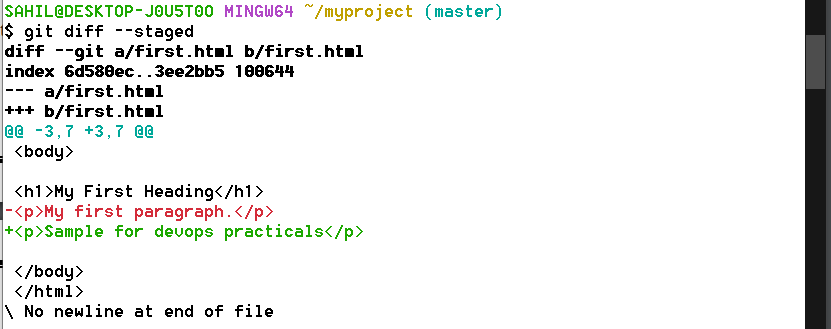 SAHIL@DESKTOP-J0U5T0O MINGW64 ~/myproject (master)
$ git diff --staged
diff --git a/first.html b/first.html
index 6d580ec..3ee2bb5 100644
--- a/first.html
+++ b/first.html
@@ -3,7 +3,7 @@
 <body>

 <h1>My First Heading</h1>
-<p>My first paragraph.</p>
+<p>Sample for devops practicals</p>

 </body>
 </html>
\ No newline at end of file